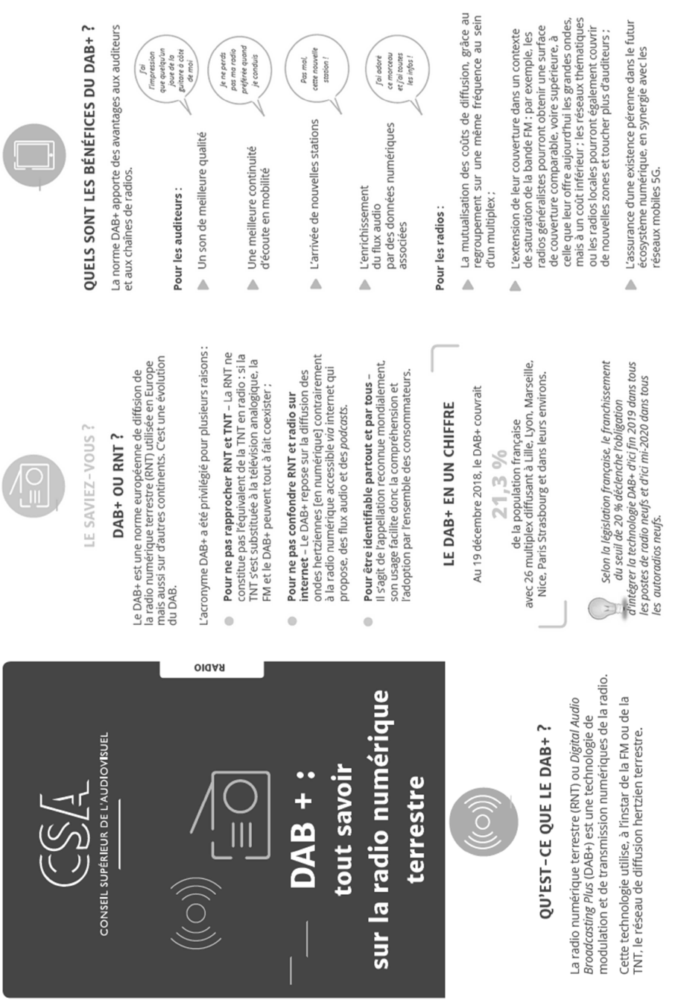 CSA
CONSEIL SUPÉRIEUR DE L'AUDIOVISUEL
RADIO
DAB + :
tout savoir
sur la radio numérique
terrestre
QU'EST-CE QUE LE DAB+ ?
La radio numérique terrestre (RNT) ou Digital Audio
Broadcasting Plus (DAB+) est une technologie de
modulation et de transmission numériques de la radio.
Cette technologie utilise, à l'instar de la FM ou de la
TNT, le réseau de diffusion hertzien terrestre.
LE SAVIEZ-VOUS ?
DAB+ OU RNT ?
Le DAB+ est une norme européenne de diffusion de
la radio numérique terrestre (RNT) utilisée en Europe
mais aussi sur d'autres continents. C'est une évolution
du DAB.
L'acronyme DAB+ a été privilégié pour plusieurs raisons :
Pour ne pas rapprocher RNT et TNT – La RNT ne
constitue pas l'équivalent de la TNT en radio : si la
TNT s'est substituée à la télévision analogique, la
FM et le DAB+ peuvent tout à fait coexister ;
Pour ne pas confondre RNT et radio sur
internet – Le DAB+ repose sur la diffusion des
ondes hertziennes [en numérique] contrairement
à la radio numérique accessible via internet qui
propose, des flux audio et des podcasts.
Pour être identifiable partout et par tous –
Il s'agit de l'appellation reconnue mondialement,
son usage facilite donc la compréhension et
l'adoption par l'ensemble des consommateurs.
LE DAB+ EN UN CHIFFRE
Au 19 décembre 2018, le DAB+ couvrait
21,3 %
de la population française
avec 26 multiplex diffusant à Lille, Lyon, Marseille,
Nice, Paris Strasbourg et dans leurs environs.
Selon la législation française, le franchissement
du seuil de 20 % déclenche l'obligation
d'intégrer la technologie DAB+ d'ici fin 2019 dans tous
les postes de radio neufs et d'ici mi-2020 dans tous
les autoradios neufs.
QUELS SONT LES BÉNÉFICES DU DAB+ ?
La norme DAB+ apporte des avantages aux auditeurs
et aux chaînes de radios.
Pour les auditeurs :
Un son de meilleure qualité
J'ai
l'impression
que quelqu'un
joue de la
guitare à côté
de moi
Une meilleure continuité
d'écoute en mobilité
Je ne perds
pas ma radio
préférée quand
je conduis
L'arrivée de nouvelles stations
Pas mal,
cette nouvelle
station !
L'enrichissement
du flux audio
par des données numériques
associées
J'ai adoré
ce morceau
et j'ai toutes
les infos !
Pour les radios :
La mutualisation des coûts de diffusion, grâce au
regroupement sur une même fréquence au sein
d'un multiplex ;
L'extension de leur couverture dans un contexte
de saturation de la bande FM : par exemple, les
radios généralistes pourront obtenir une surface
de couverture comparable, voire supérieure, à
celle que leur offre aujourd'hui les grandes ondes,
mais à un coût inférieur ; les réseaux thématiques
ou les radios locales pourront également couvrir
de nouvelles zones et toucher plus d'auditeurs ;
L'assurance d'une existence pérenne dans le futur
écosystème numérique, en synergie avec les
réseaux mobiles 5G.